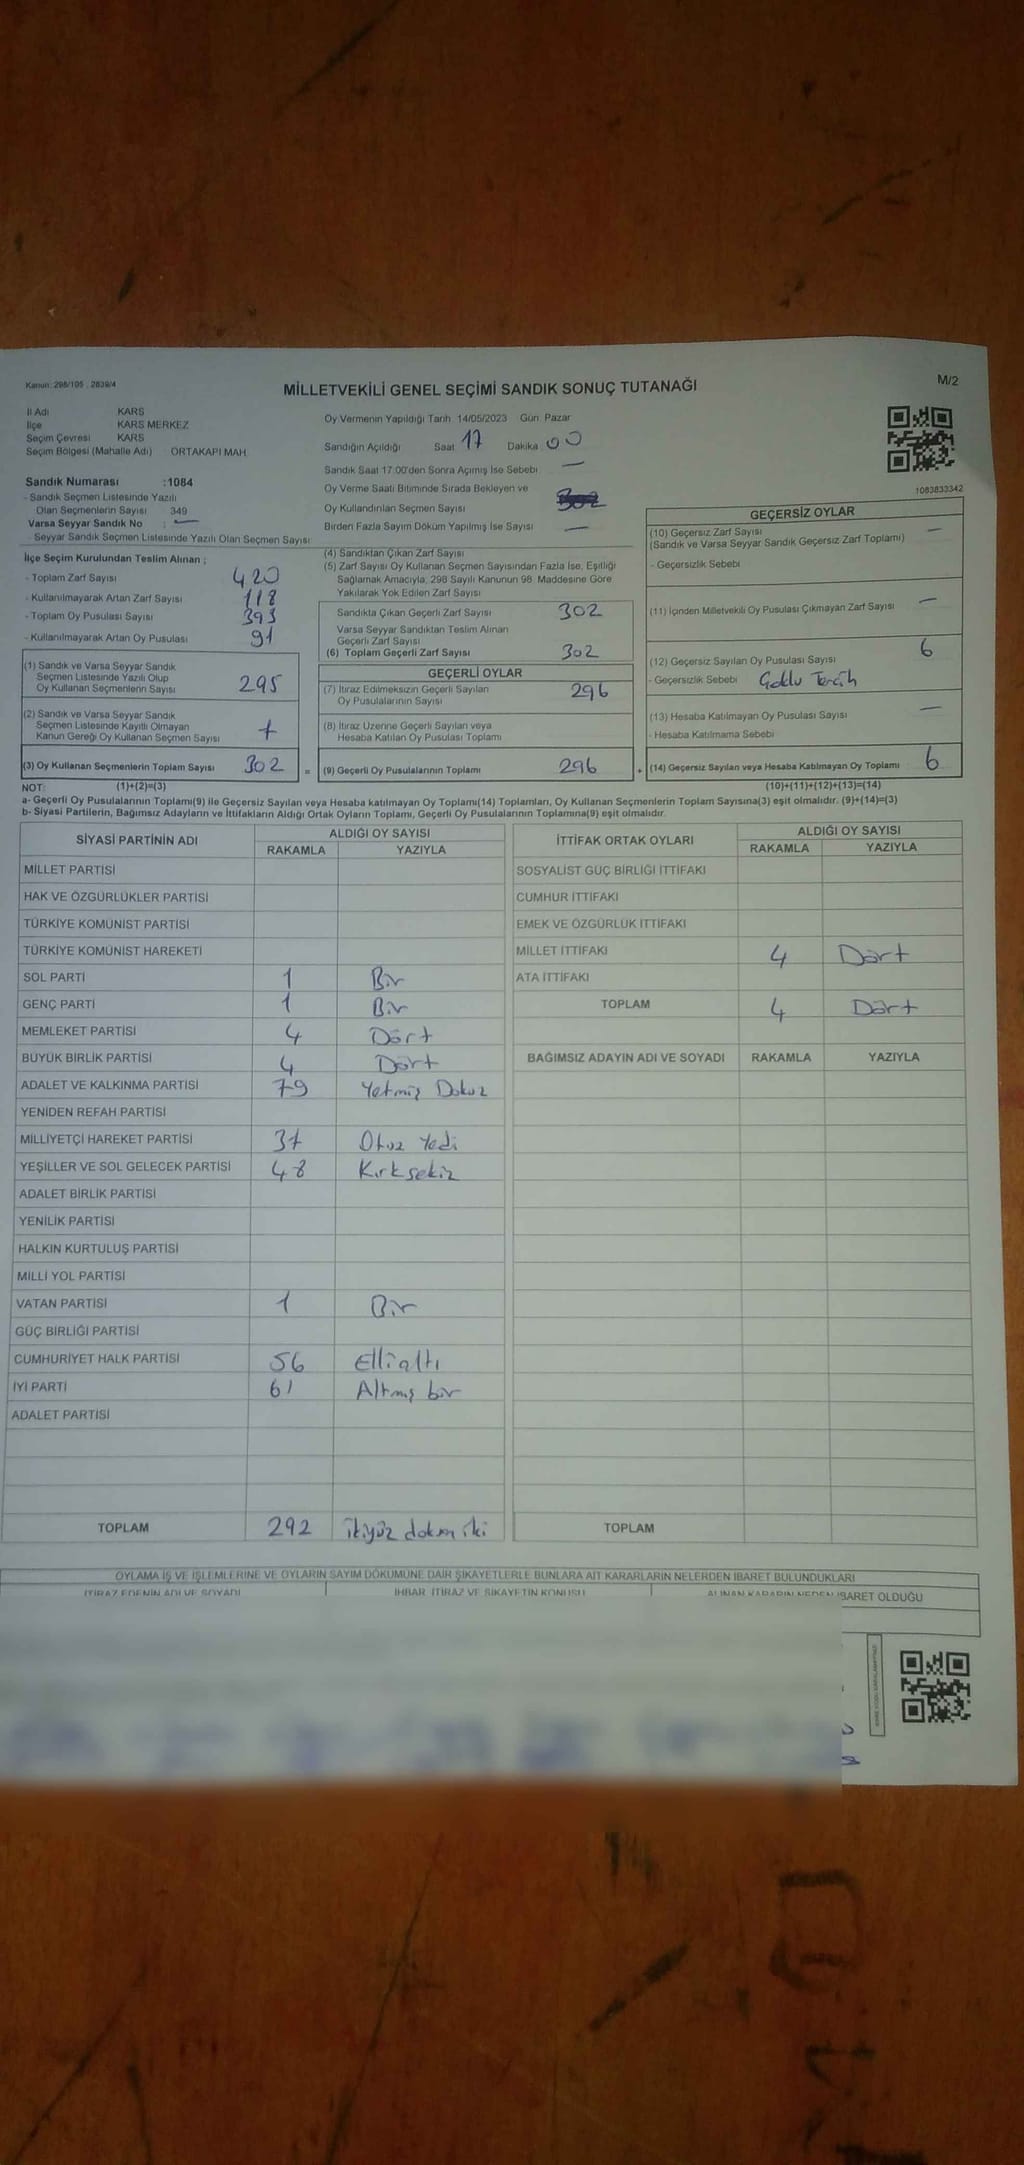 Kanun: 298/105 , 2839/4
MİLLETVEKİLİ GENEL SEÇİMİ SANDIK SONUÇ TUTANAĞI
M/2
İl Adı KARS
İlçe KARS MERKEZ
Seçim Çevresi KARS
Seçim Bölgesi (Mahalle Adı) ORTAKAPI MAH.
Sandık Numarası :1084
- Sandık Seçmen Listesinde Yazılı
Olan Seçmenlerin Sayısı 349
Varsa Seyyar Sandık No : —
- Seyyar Sandık Seçmen Listesinde Yazılı Olan Seçmen Sayısı
Oy Vermenin Yapıldığı Tarih 14/05/2023 Gün Pazar
Sandığın Açıldığı Saat 17 Dakika 00
Sandık Saat 17:00'den Sonra Açımış İse Sebebi —
Oy Verme Saati Bitiminde Sırada Bekleyen ve
Oy Kullandırılan Seçmen Sayısı
Birden Fazla Sayım Döküm Yapılmış İse Sayısı —
1083833342
İlçe Seçim Kurulundan Teslim Alınan ;
- Toplam Zarf Sayısı 420
- Kullanılmayarak Artan Zarf Sayısı 118
- Toplam Oy Pusulası Sayısı 393
- Kullanılmayarak Artan Oy Pusulası 91
(1) Sandık ve Varsa Seyyar Sandık
Seçmen Listesinde Yazılı Olup
Oy Kullanan Seçmenlerin Sayısı 295
(2) Sandık ve Varsa Seyyar Sandık
Seçmen Listesinde Kayıtlı Olmayan
Kanun Gereği Oy Kullanan Seçmen Sayısı 7
(3) Oy Kullanan Seçmenlerin Toplam Sayısı 302 =
(4) Sandıktan Çıkan Zarf Sayısı
(5) Zarf Sayısı Oy Kullanan Seçmen Sayısından Fazla İse, Eşitliği
Sağlamak Amacıyla, 298 Sayılı Kanunun 98. Maddesine Göre
Yakılarak Yok Edilen Zarf Sayısı
Sandıkta Çıkan Geçerli Zarf Sayısı 302
Varsa Seyyar Sandıktan Teslim Alınan
Geçerli Zarf Sayısı
(6) Toplam Geçerli Zarf Sayısı 302
GEÇERLİ OYLAR
(7) İtiraz Edilmeksizin Geçerli Sayılan
Oy Pusulalarının Sayısı 296
(8) İtiraz Üzerine Geçerli Sayılan veya
Hesaba Katılan Oy Pusulası Toplamı
(9) Geçerli Oy Pusulalarının Toplamı 296 +
GEÇERSİZ OYLAR
(10) Geçersiz Zarf Sayısı —
(Sandık ve Varsa Seyyar Sandık Geçersiz Zarf Toplamı)
- Geçersizlik Sebebi
(11) İçinden Milletvekili Oy Pusulası Çıkmayan Zarf Sayısı —
(12) Geçersiz Sayılan Oy Pusulası Sayısı 6
- Geçersizlik Sebebi Çoklu Tercih
(13) Hesaba Katılmayan Oy Pusulası Sayısı —
- Hesaba Katılmama Sebebi
(14) Geçersiz Sayılan veya Hesaba Katılmayan Oy Toplamı 6
NOT: (1)+(2)=(3) (10)+(11)+(12)+(13)=(14)
a- Geçerli Oy Pusulalarının Toplamı(9) ile Geçersiz Sayılan veya Hesaba katılmayan Oy Toplamı(14) Toplamları, Oy Kullanan Seçmenlerin Toplam Sayısına(3) eşit olmalıdır. (9)+(14)=(3)
b- Siyasi Partilerin, Bağımsız Adayların ve İttifakların Aldığı Ortak Oyların Toplamı, Geçerli Oy Pusulalarının Toplamına(9) eşit olmalıdır.
SİYASİ PARTİNİN ADI ALDIĞI OY SAYISI
RAKAMLA YAZIYLA
MİLLET PARTİSİ
HAK VE ÖZGÜRLÜKLER PARTİSİ
TÜRKİYE KOMÜNİST PARTİSİ
TÜRKİYE KOMÜNİST HAREKETİ
SOL PARTİ 1 Bir
GENÇ PARTİ 1 Bir
MEMLEKET PARTİSİ 4 Dört
BÜYÜK BİRLİK PARTİSİ 4 Dört
ADALET VE KALKINMA PARTİSİ 79 Yetmiş Dokuz
YENİDEN REFAH PARTİSİ
MİLLİYETÇİ HAREKET PARTİSİ 37 Otuz Yedi
YEŞİLLER VE SOL GELECEK PARTİSİ 48 Kırksekiz
ADALET BİRLİK PARTİSİ
YENİLİK PARTİSİ
HALKIN KURTULUŞ PARTİSİ
MİLLİ YOL PARTİSİ
VATAN PARTİSİ 1 Bir
GÜÇ BİRLİĞİ PARTİSİ
CUMHURİYET HALK PARTİSİ 56 Ellialtı
İYİ PARTİ 61 Altmış bir
ADALET PARTİSİ
TOPLAM 292 ikiyüz doksan iki
İTTİFAK ORTAK OYLARI ALDIĞI OY SAYISI
RAKAMLA YAZIYLA
SOSYALİST GÜÇ BİRLİĞİ İTTİFAKI
CUMHUR İTTİFAKI
EMEK VE ÖZGÜRLÜK İTTİFAKI
MİLLET İTTİFAKI 4 Dört
ATA İTTİFAKI
TOPLAM 4 Dört
BAĞIMSIZ ADAYIN ADI VE SOYADI RAKAMLA YAZIYLA
TOPLAM
OYLAMA İŞ VE İŞLEMLERİNE VE OYLARIN SAYIM DÖKÜMÜNE DAİR ŞİKAYETLERLE BUNLARA AİT KARARLARIN NELERDEN İBARET BULUNDUKLARI
İTİRAZ EDENİN ADI VE SOYADI İHBAR, İTİRAZ VE ŞİKAYETİN KONUSU ALINAN KARARIN NEDEN İBARET OLDUĞU